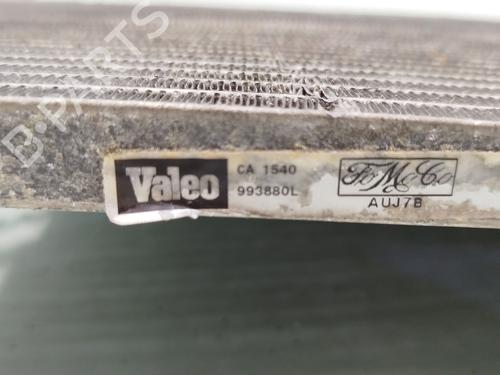 B-PARTS
Valeo
CA 1540
993880L
FoMoCo
AUJ7B